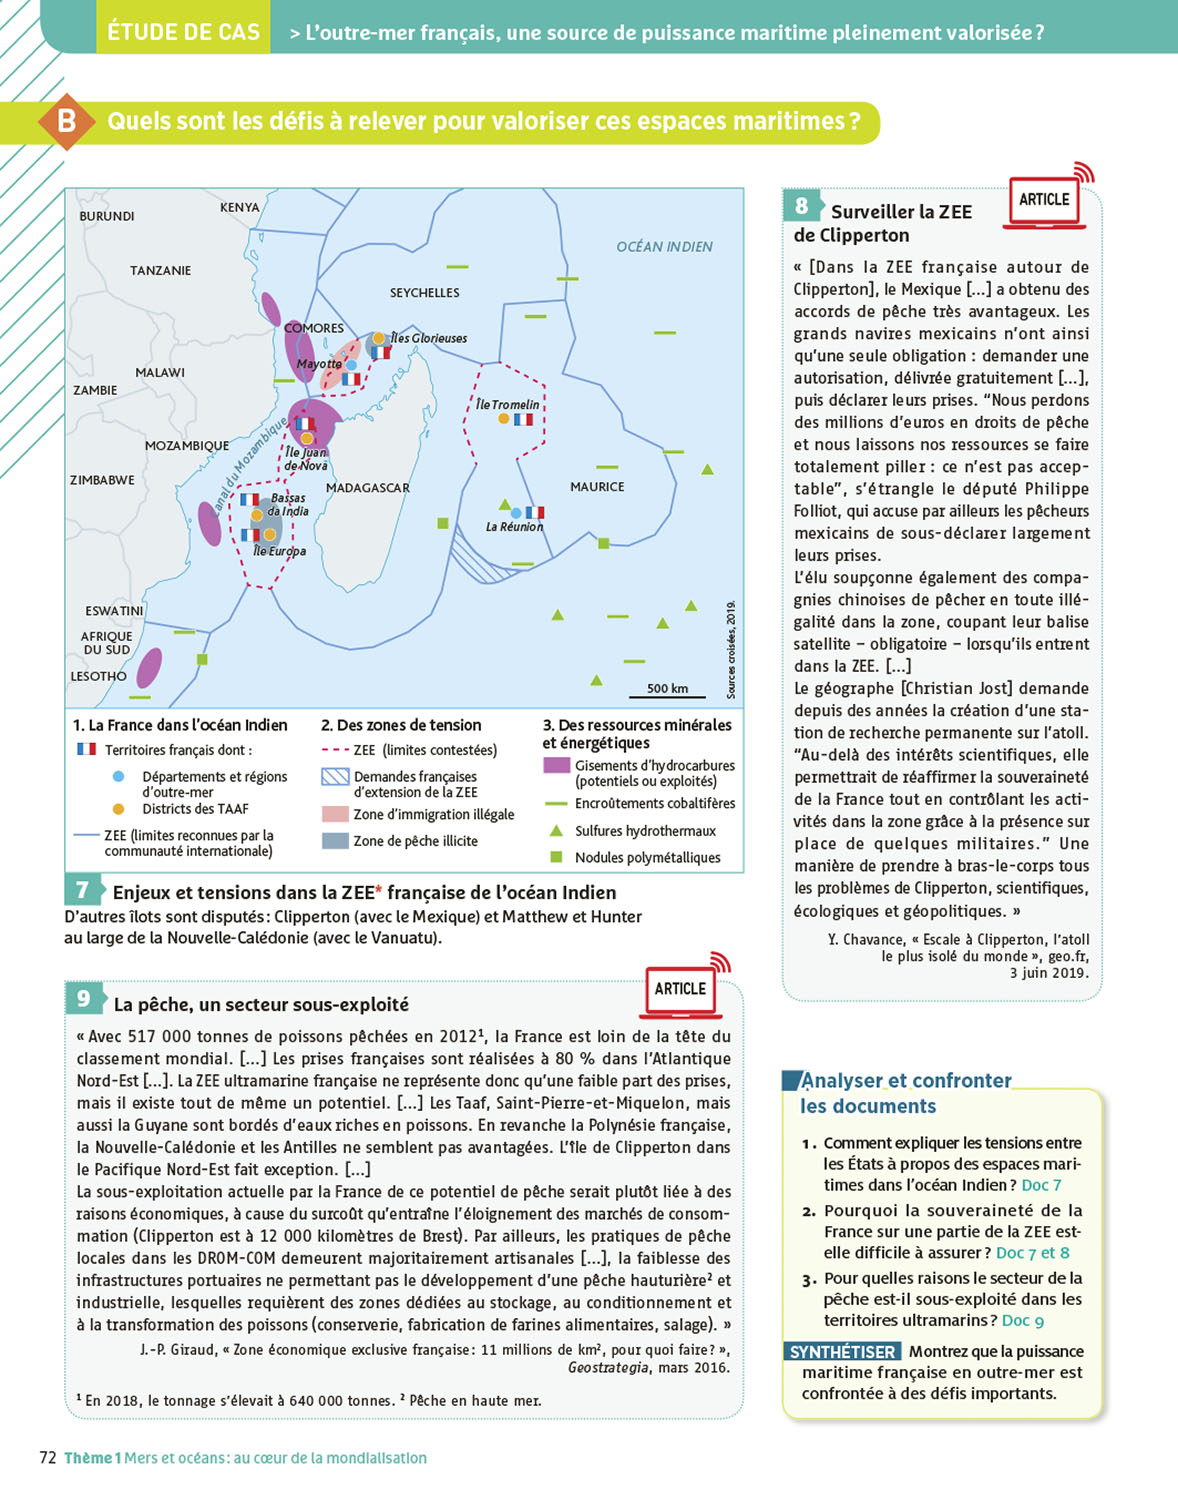 ÉTUDE DE CAS
> L'outre-mer français, une source de puissance maritime pleinement valorisée ?
B
Quels sont les défis à relever pour valoriser ces espaces maritimes ?
BURUNDI
KENYA
OCÉAN INDIEN
TANZANIE
SEYCHELLES
COMORES
Îles Glorieuses
Mayotte
MALAWI
ZAMBIE
Île Tromelin
MOZAMBIQUE
Canal du Mozambique
Île Juan
de Nova
ZIMBABWE
MADAGASCAR
MAURICE
Bassas
da India
La Réunion
Île Europa
ESWATINI
AFRIQUE
DU SUD
LESOTHO
500 km
Sources croisées, 2019.
1. La France dans l'océan Indien
Territoires français dont :
Départements et régions
d'outre-mer
Districts des TAAF
ZEE (limites reconnues par la
communauté internationale)
2. Des zones de tension
ZEE (limites contestées)
Demandes françaises
d'extension de la ZEE
Zone d'immigration illégale
Zone de pêche illicite
3. Des ressources minérales
et énergétiques
Gisements d'hydrocarbures
(potentiels ou exploités)
Encroûtements cobaltifères
Sulfures hydrothermaux
Nodules polymétalliques
7 Enjeux et tensions dans la ZEE* française de l'océan Indien
D'autres îlots sont disputés : Clipperton (avec le Mexique) et Matthew et Hunter
au large de la Nouvelle-Calédonie (avec le Vanuatu).
ARTICLE
8 Surveiller la ZEE
de Clipperton
« [Dans la ZEE française autour de
Clipperton], le Mexique [...] a obtenu des
accords de pêche très avantageux. Les
grands navires mexicains n'ont ainsi
qu'une seule obligation : demander une
autorisation, délivrée gratuitement [...],
puis déclarer leurs prises. “Nous perdons
des millions d'euros en droits de pêche
et nous laissons nos ressources se faire
totalement piller : ce n'est pas accep-
table”, s'étrangle le député Philippe
Folliot, qui accuse par ailleurs les pêcheurs
mexicains de sous-déclarer largement
leurs prises.
L'élu soupçonne également des compa-
gnies chinoises de pêcher en toute illé-
galité dans la zone, coupant leur balise
satellite – obligatoire – lorsqu'ils entrent
dans la ZEE. [...]
Le géographe [Christian Jost] demande
depuis des années la création d'une sta-
tion de recherche permanente sur l'atoll.
“Au-delà des intérêts scientifiques, elle
permettrait de réaffirmer la souveraineté
de la France tout en contrôlant les acti-
vités dans la zone grâce à la présence sur
place de quelques militaires.” Une
manière de prendre à bras-le-corps tous
les problèmes de Clipperton, scientifiques,
écologiques et géopolitiques. »
Y. Chavance, « Escale à Clipperton, l'atoll
le plus isolé du monde », geo.fr,
3 juin 2019.
ARTICLE
9 La pêche, un secteur sous-exploité
« Avec 517 000 tonnes de poissons pêchées en 2012¹, la France est loin de la tête du
classement mondial. [...] Les prises françaises sont réalisées à 80 % dans l'Atlantique
Nord-Est [...]. La ZEE ultramarine française ne représente donc qu'une faible part des prises,
mais il existe tout de même un potentiel. [...] Les Taaf, Saint-Pierre-et-Miquelon, mais
aussi la Guyane sont bordés d'eaux riches en poissons. En revanche la Polynésie française,
la Nouvelle-Calédonie et les Antilles ne semblent pas avantagées. L'île de Clipperton dans
le Pacifique Nord-Est fait exception. [...]
La sous-exploitation actuelle par la France de ce potentiel de pêche serait plutôt liée à des
raisons économiques, à cause du surcoût qu'entraîne l'éloignement des marchés de consom-
mation (Clipperton est à 12 000 kilomètres de Brest). Par ailleurs, les pratiques de pêche
locales dans les DROM-COM demeurent majoritairement artisanales [...], la faiblesse des
infrastructures portuaires ne permettant pas le développement d'une pêche hauturière² et
industrielle, lesquelles requièrent des zones dédiées au stockage, au conditionnement et
à la transformation des poissons (conserverie, fabrication de farines alimentaires, salage). »
J.-P. Giraud, « Zone économique exclusive française : 11 millions de km², pour quoi faire ? »,
Geostrategia, mars 2016.
¹ En 2018, le tonnage s'élevait à 640 000 tonnes. ² Pêche en haute mer.
Analyser et confronter
les documents
1. Comment expliquer les tensions entre
les États à propos des espaces mari-
times dans l'océan Indien ? Doc 7
2. Pourquoi la souveraineté de la
France sur une partie de la ZEE est-
elle difficile à assurer ? Doc 7 et 8
3. Pour quelles raisons le secteur de la
pêche est-il sous-exploité dans les
territoires ultramarins ? Doc 9
SYNTHÉTISER Montrez que la puissance
maritime française en outre-mer est
confrontée à des défis importants.
72 Thème 1 Mers et océans : au cœur de la mondialisation